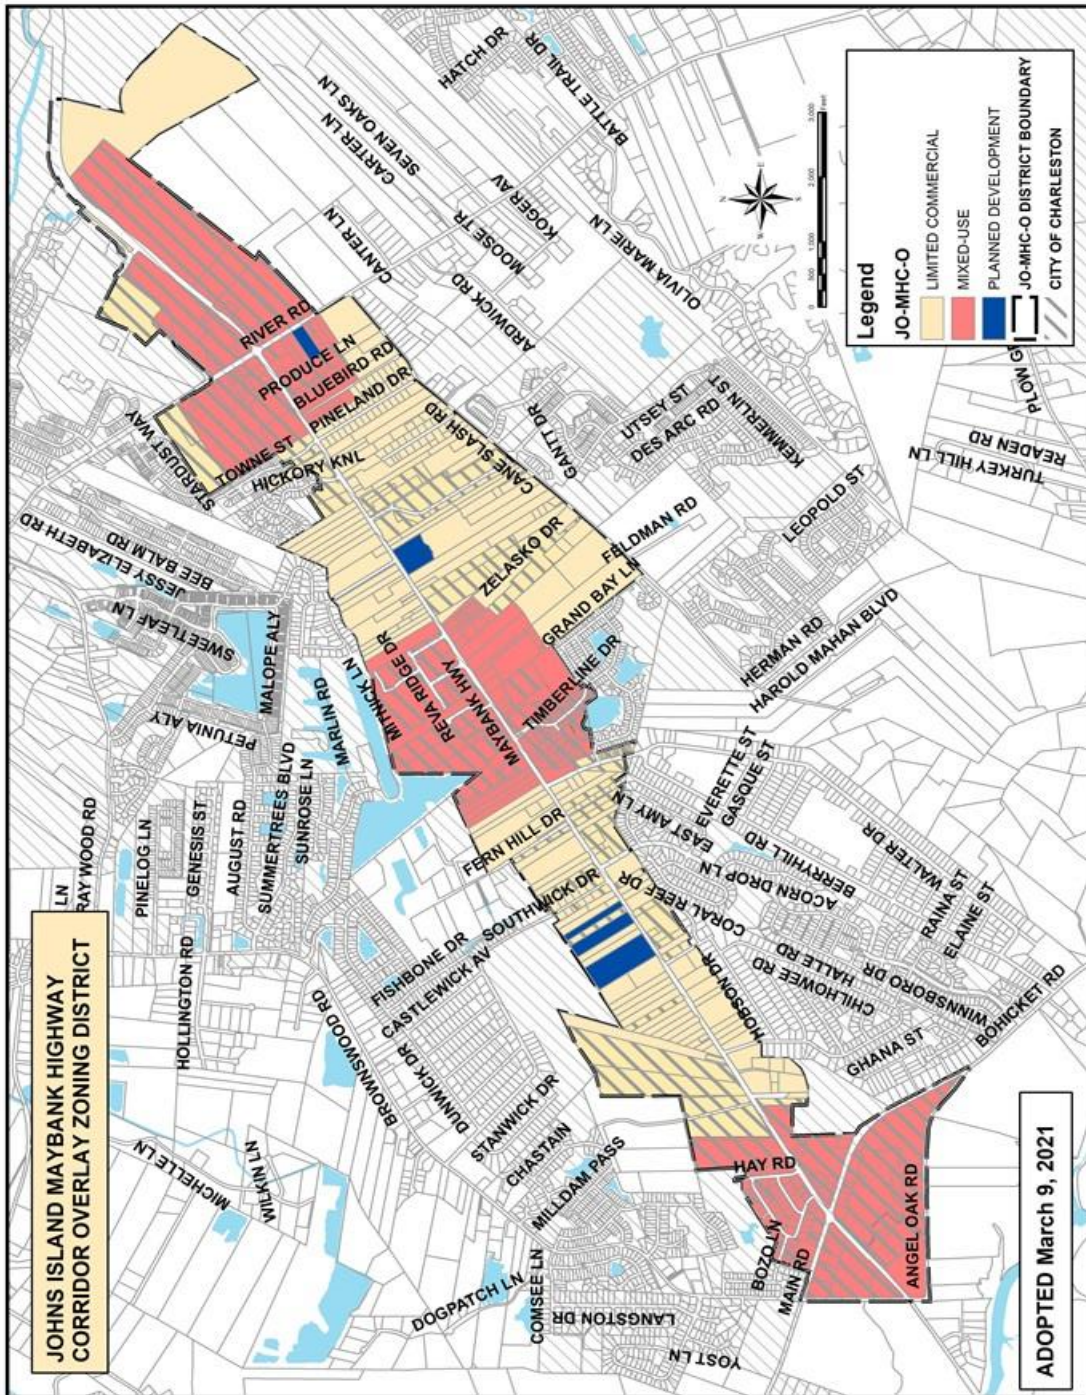 JOHNS ISLAND MAYBANK HIGHWAY
CORRIDOR OVERLAY ZONING DISTRICT
HATCH DR
BATTLE TRAIL DR
SEVEN OAKS LN
CARTER LN
KOGER AV
MOOSE TR
CANTER LN
ARDWICK RD
OLIVIA MARIE LN
RIVER RD
PRODUCE LN
BLUEBIRD RD
PINELAND DR
CANE SLASH RD
STARDUST WAY
TOWNE ST
HICKORY KNL
GANTT DR
UTSEY ST
DES ARC RD
KEMMERLIN ST
JESSY ELIZABETH RD
BEE BALM RD
SWEETLEAF LN
MALOPE ALY
PETUNIA ALY
ZELASKO DR
FELDMAN RD
GRAND BAY LN
LEOPOLD ST
TURKEY HILL LN
READEN RD
MITNICK LN
REVA RIDGE DR
MAYBANK HWY
TIMBERLINE DR
HERMAN RD
HAROLD MAHAN BLVD
MARLIN RD
SUNROSE LN
SUMMERTREES BLVD
AUGUST RD
GENESIS ST
PINELOG LN
RAY WOOD RD
LN
HOLLINGTON RD
FERN HILL DR
SOUTHWICK DR
FISHBONE DR
CASTLEWICK AV
EAST AMY LN
EVERETTE ST
GASQUE ST
BERRYHILL RD
ACORN DROP LN
CORAL REEF DR
WALTER DR
RAINA ST
ELAINE ST
HALLE RD
CHILHOWEE RD
WINNSBORO DR
HOBSON DR
GHANA ST
BOHICKET RD
BROWNSWOOD RD
DUNWICK DR
STANWICK DR
CHASTAIN
MILLDAM PASS
MICHELLE LN
WILKIN LN
DOGPATCH LN
COMSEE LN
LANGSTON DR
YOST LN
HAY RD
BOZO LN
MAIN RD
ANGEL OAK RD
N
E
S
W
0
500
1,000
2,000
3,000
Feet
Legend
JO-MHC-O
LIMITED COMMERCIAL
MIXED-USE
PLANNED DEVELOPMENT
JO-MHC-O DISTRICT BOUNDARY
CITY OF CHARLESTON
ADOPTED March 9, 2021